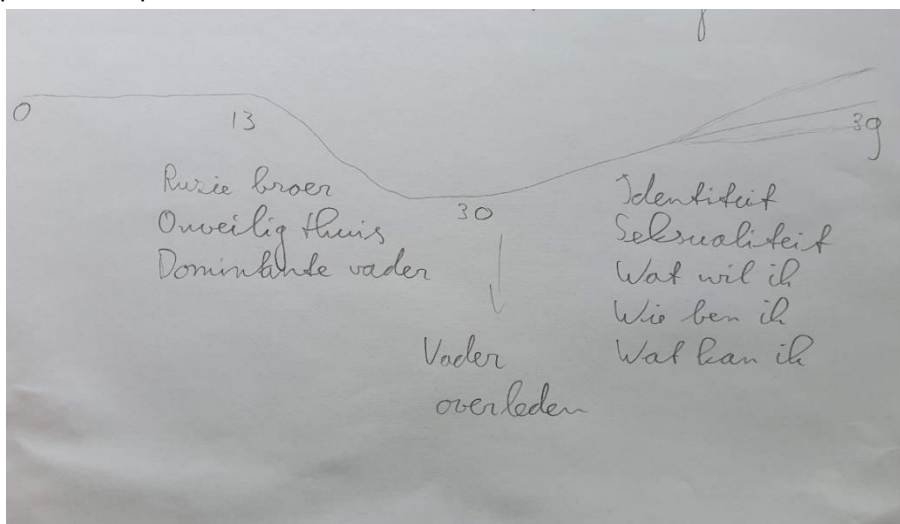 0
13
30
39
Ruzie broer
Onveilig thuis
Domintante vader
Vader
overleden
Identiteit
Seksualiteit
Wat wil ik
Wie ben ik
Wat kan ik